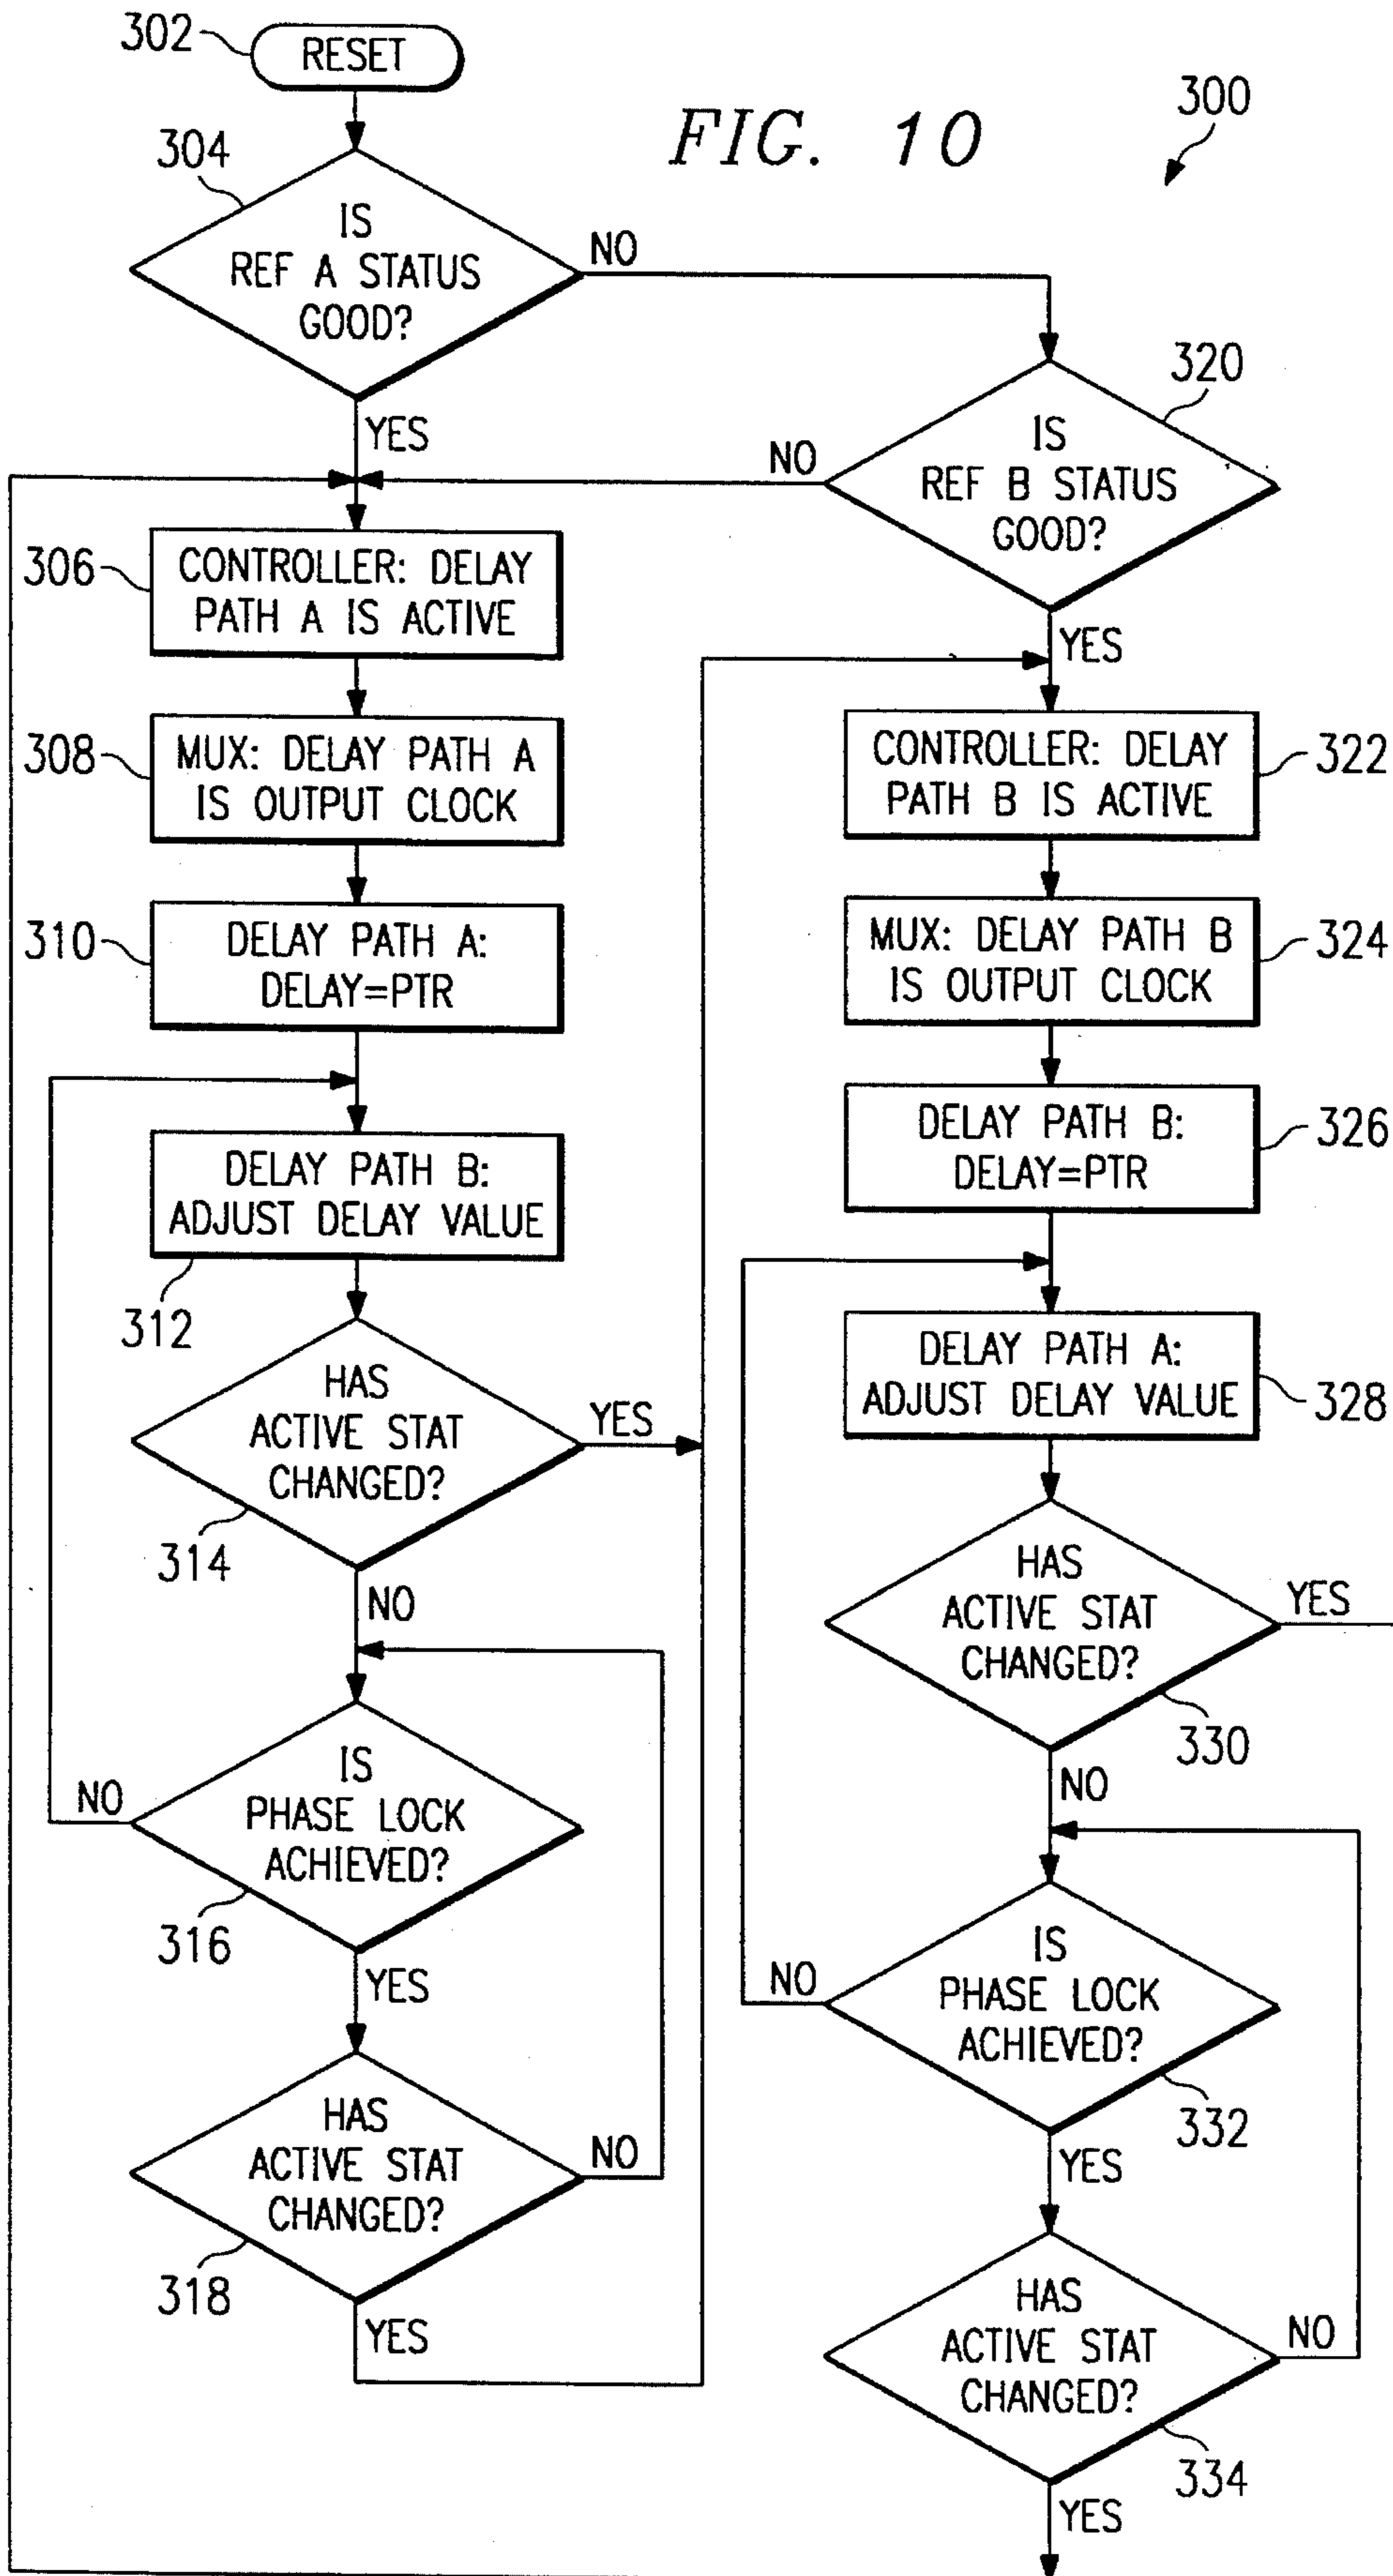 302
RESET
FIG. 10
300
304
IS
REF A STATUS
GOOD?
NO
YES
320
IS
REF B STATUS
GOOD?
NO
YES
306
CONTROLLER: DELAY
PATH A IS ACTIVE
308
MUX: DELAY PATH A
IS OUTPUT CLOCK
310
DELAY PATH A:
DELAY=PTR
DELAY PATH B:
ADJUST DELAY VALUE
312
HAS
ACTIVE STAT
CHANGED?
YES
314
NO
IS
PHASE LOCK
ACHIEVED?
NO
316
YES
HAS
ACTIVE STAT
CHANGED?
NO
318
YES
CONTROLLER: DELAY
PATH B IS ACTIVE
322
MUX: DELAY PATH B
IS OUTPUT CLOCK
324
DELAY PATH B:
DELAY=PTR
326
DELAY PATH A:
ADJUST DELAY VALUE
328
HAS
ACTIVE STAT
CHANGED?
YES
330
NO
IS
PHASE LOCK
ACHIEVED?
NO
332
YES
HAS
ACTIVE STAT
CHANGED?
NO
334
YES